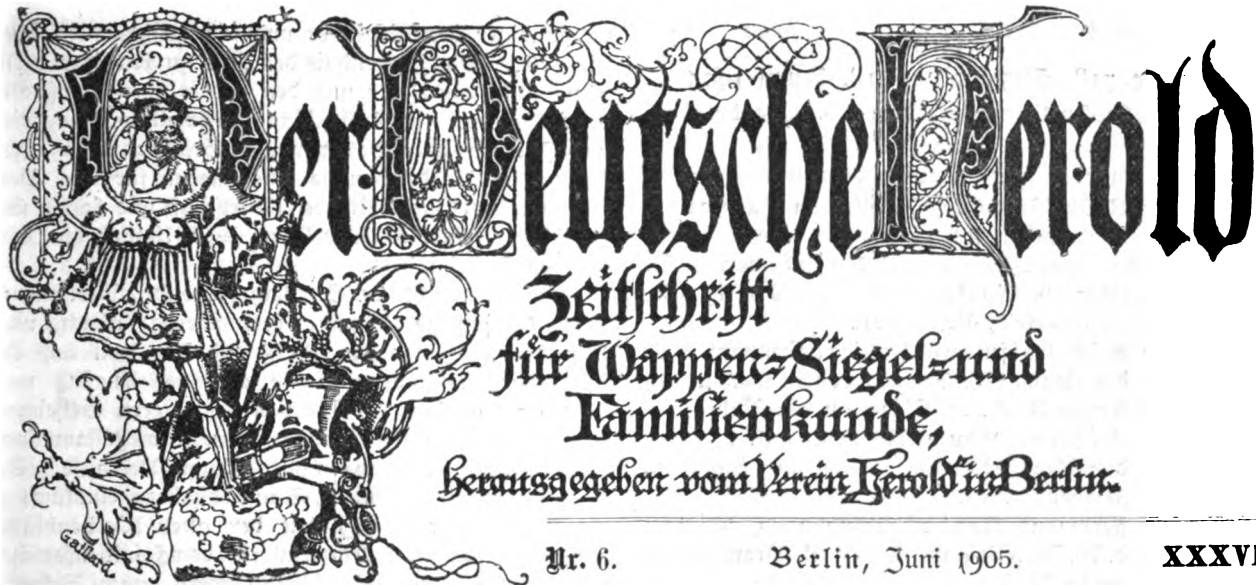 Der Deutsche Herold
Zeitschrift
für Wappen-Siegel-und
Familienkunde,
herausgegeben vom Verein Herold in Berlin.
Nr. 6. Berlin, Juni 1905. XXXVI